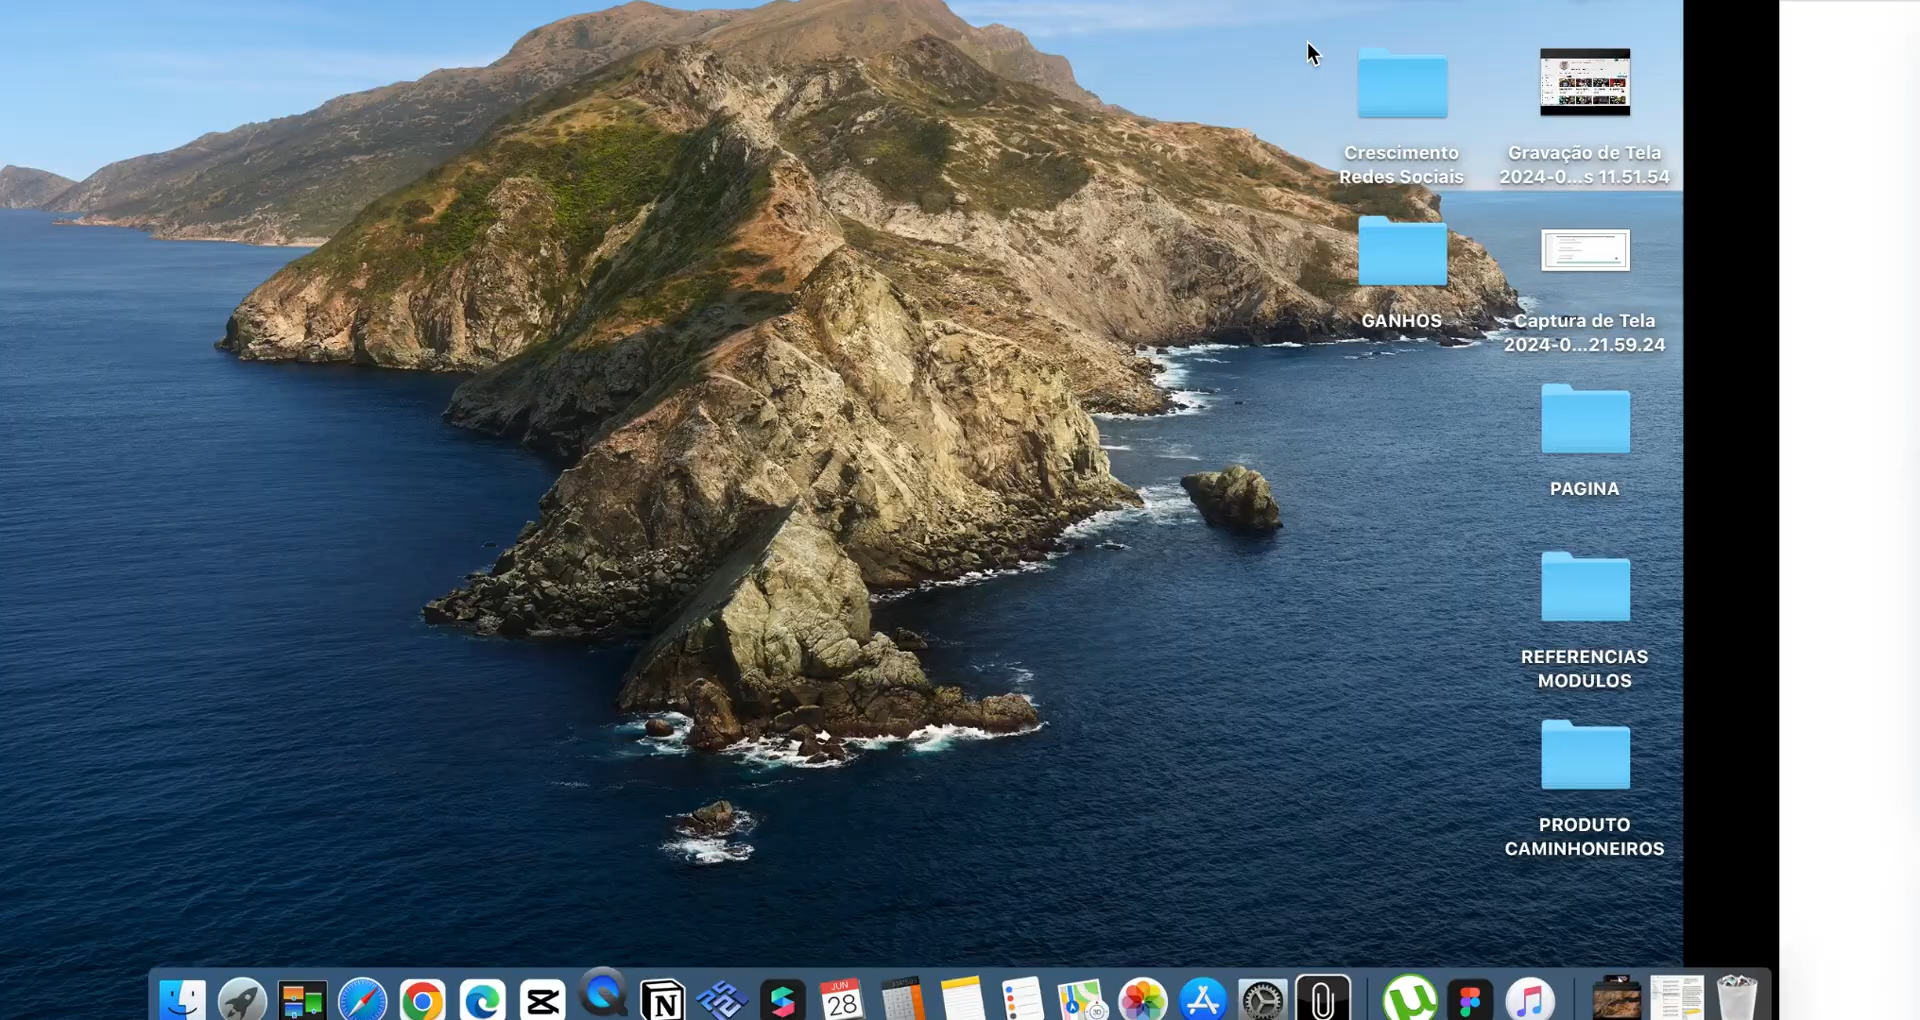 Crescimento
Redes Sociais
Gravação de Tela
2024-0...s 11.51.54
GANHOS
Captura de Tela
2024-0...21.59.24
PAGINA
REFERENCIAS
MODULOS
PRODUTO
CAMINHONEIROS
JUN
28